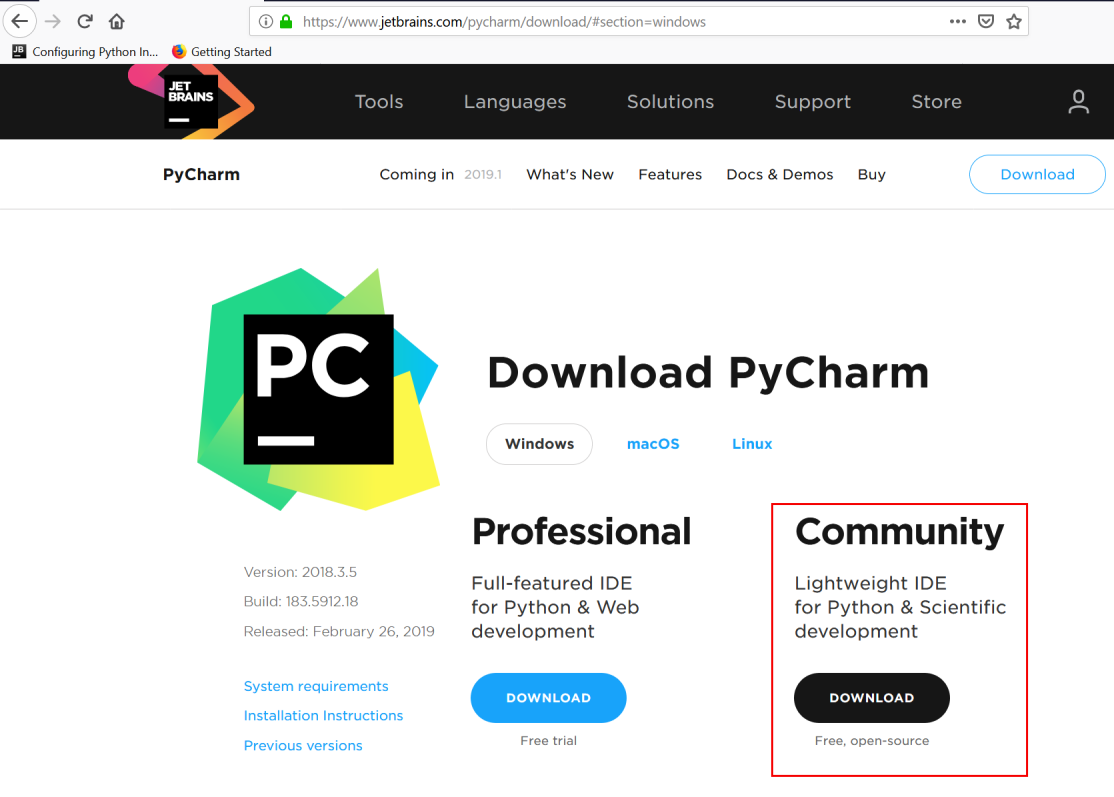 https://www.jetbrains.com/pycharm/download/#section=windows
JB Configuring Python In... Getting Started
JET
BRAINS
Tools Languages Solutions Support Store
PyCharm Coming in 2019.1 What's New Features Docs & Demos Buy Download
PC
Download PyCharm
Windows macOS Linux
Professional
Full-featured IDE
for Python & Web
development
DOWNLOAD
Free trial
Community
Lightweight IDE
for Python & Scientific
development
DOWNLOAD
Free, open-source
Version: 2018.3.5
Build: 183.5912.18
Released: February 26, 2019
System requirements
Installation Instructions
Previous versions